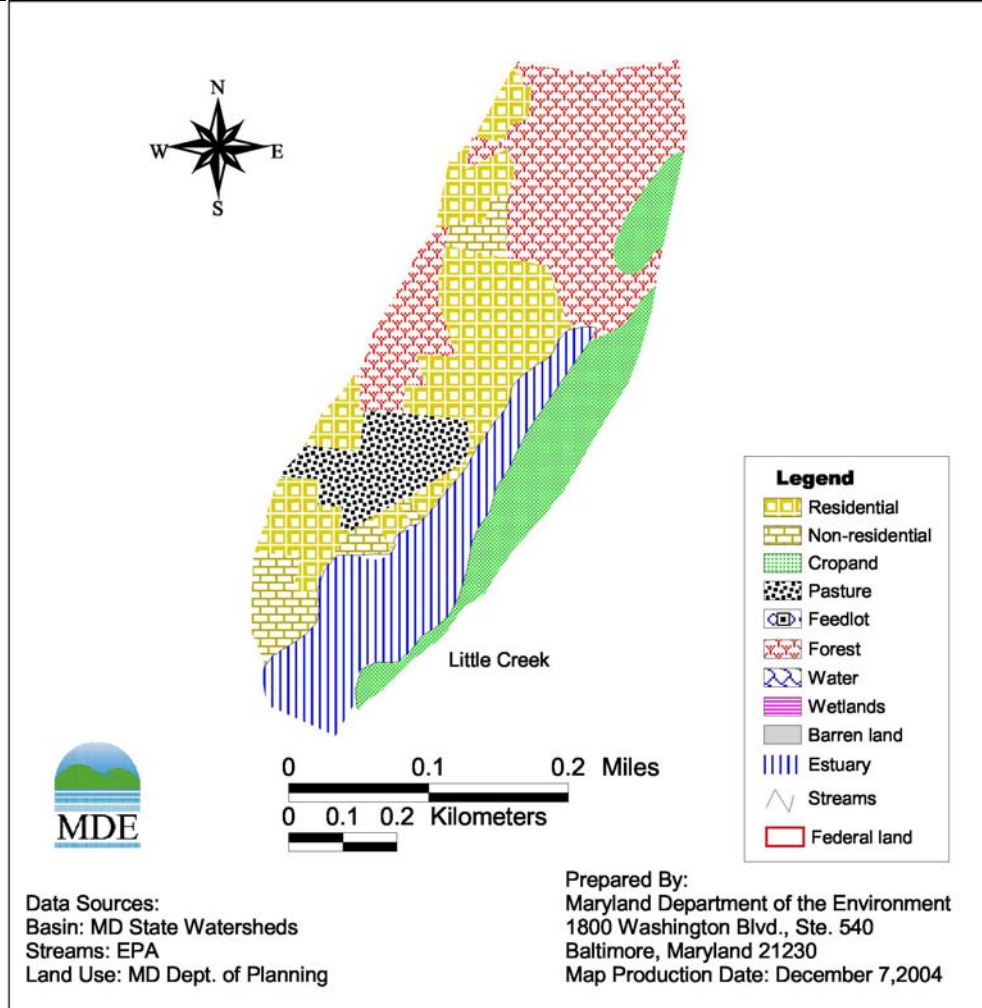 N
W E
S
Legend
Residential
Non-residential
Cropand
Pasture
Feedlot
Forest
Water
Wetlands
Barren land
Estuary
Streams
Federal land
Little Creek
0 0.1 0.2 Miles
0 0.1 0.2 Kilometers
MDE
Data Sources:
Basin: MD State Watersheds
Streams: EPA
Land Use: MD Dept. of Planning
Prepared By:
Maryland Department of the Environment
1800 Washington Blvd., Ste. 540
Baltimore, Maryland 21230
Map Production Date: December 7,2004